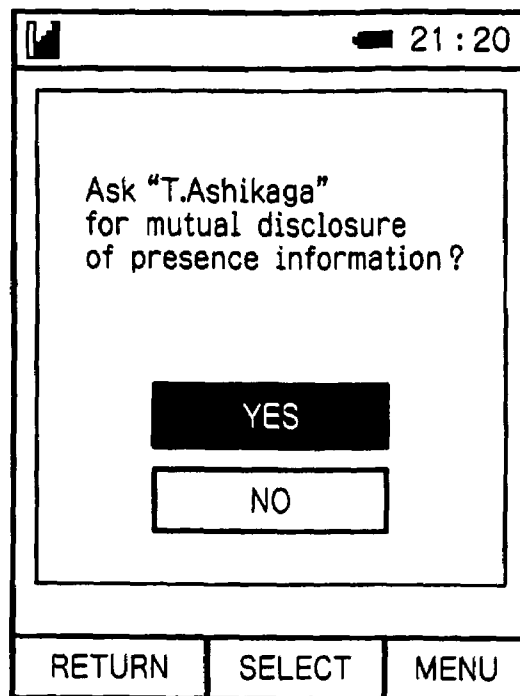 21:20
Ask “T.Ashikaga”
for mutual disclosure
of presence information?
YES
NO
RETURN SELECT MENU